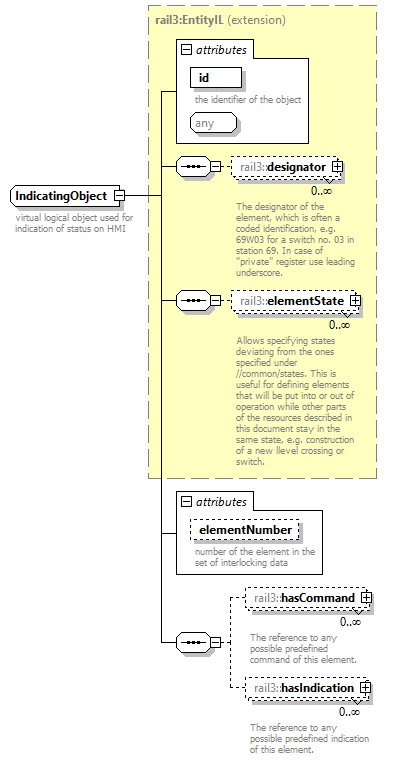 rail3:EntityIL (extension)
attributes
id
the identifier of the object
any
rail3::designator
0..∞
The designator of the
element, which is often a
coded identification, e.g.
69W03 for a switch no. 03 in
station 69. In case of
"private" register use leading
underscore.
IndicatingObject
virtual logical object used for
indication of status on HMI
rail3::elementState
0..∞
Allows specifying states
deviating from the ones
specified under
//common/states. This is
useful for defining elements
that will be put into or out of
operation while other parts
of the resources described in
this document stay in the
same state, e.g. construction
of a new llevel crossing or
switch.
attributes
elementNumber
number of the element in the
set of interlocking data
rail3::hasCommand
0..∞
The reference to any
possible predefined
command of this element.
rail3::hasIndication
0..∞
The reference to any
possible predefined indication
of this element.